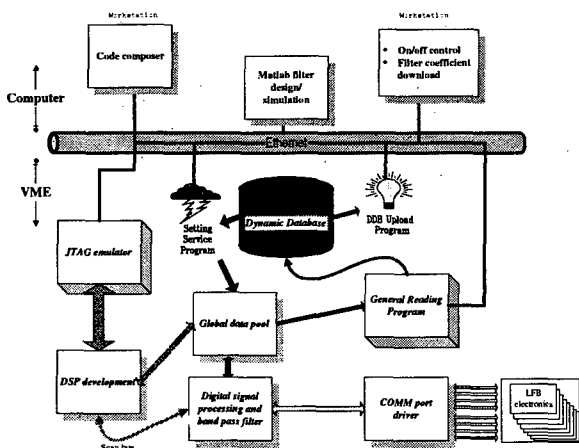 Workstation
Workstation
Code composer
Matlab filter
design/
simulation
• On/off control
• Filter coefficient
download
Computer
Ethernet
VME
Setting
Service
Program
Dynamic Database
DDB Upload
Program
JTAG emulator
Global data pool
General Reading
Program
DSP development
Digital signal
processing and
band pass filter
COMM port
driver
LFB
electronics